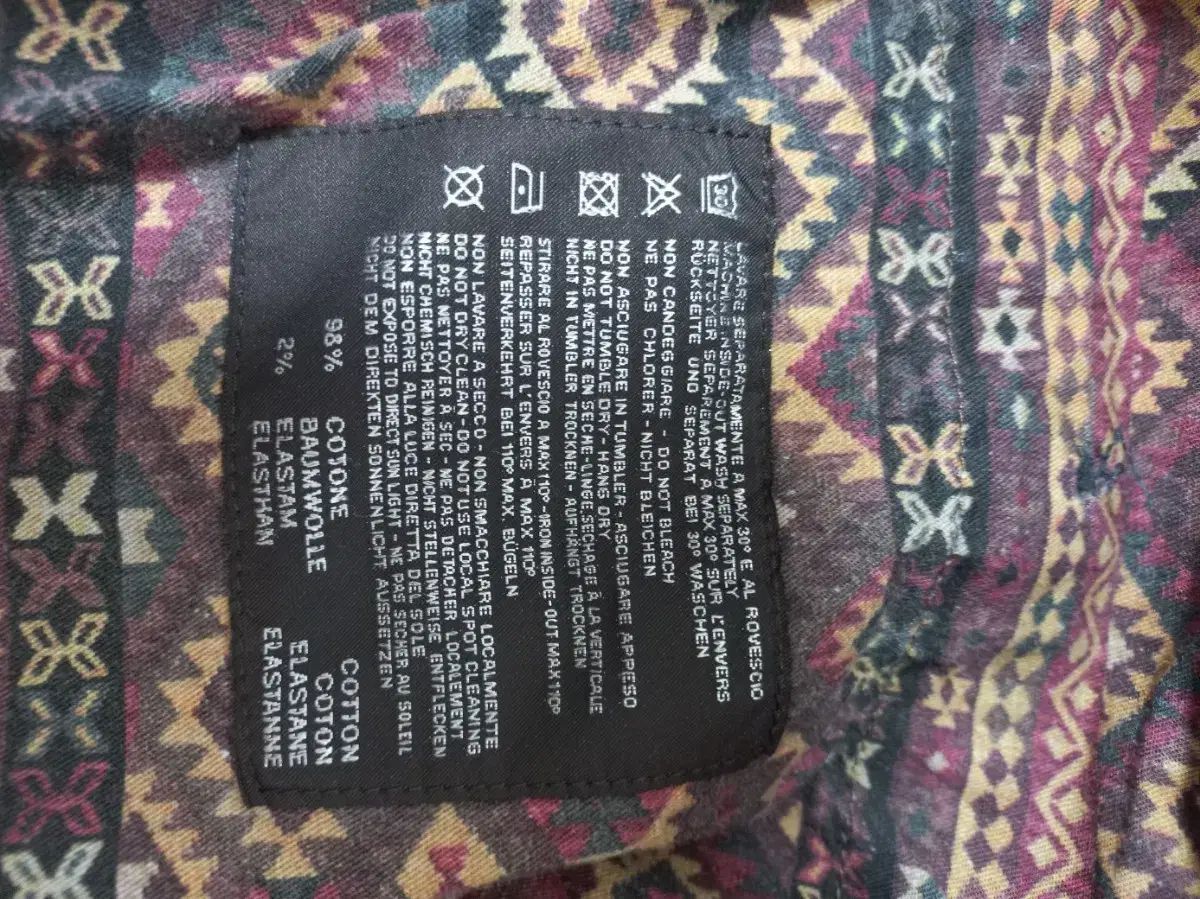 30
LAVARE SEPARATAMENTE A MAX 30° E AL ROVESCIO
MACHINE INSIDE-OUT WASH SEPARATELY
NETTOYER SEPAREMENT A MAX 30° SUR L'ENVERS
RÜCKSEITE UND SEPARAT BEI 30° WASCHEN
NON CANDEGGIARE - DO NOT BLEACH
NE PAS CHLORER - NICHT BLEICHEN
NON ASCIUGARE IN TUMBLER - ASCIUGARE APPESO
DO NOT TUMBLE DRY - HANG DRY
NE PAS METTRE EN SECHE-LINGE, SECHAGE À LA VERTICALE
NICHT IN TUMBLER TROCKNEN - AUFHÄNGT TROCKNEN
STIRARE AL ROVESCIO A MAX 110° - IRON INSIDE-OUT MAX 110°
REPASSER SUR L'ENVERS À MAX 110°
SEITENVERKEHRT BEI 110° MAX. BÜGELN
NON LAVARE A SECCO - NON SMACCHIARE LOCALMENTE
DO NOT DRY CLEAN - DO NOT USE LOCAL SPOT CLEANING
NE PAS NETTOYER À SEC - NE PAS DETACHER LOCALEMENT
NICHT CHEMISCH REINIGEN - NICHT STELLENWEISE ENTFLECKEN
NON ESPORRE ALLA LUCE DIRETTA DEL SOLE
DO NOT EXPOSE TO DIRECT SUN LIGHT - NE PAS SECHER AU SOLEIL
NICHT DEM DIREKTEN SONNENLICHT AUSSETZEN
98% COTONE COTTON
BAUMWOLLE COTON
2% ELASTAM ELASTANE
ELASTHAN ELASTANNE